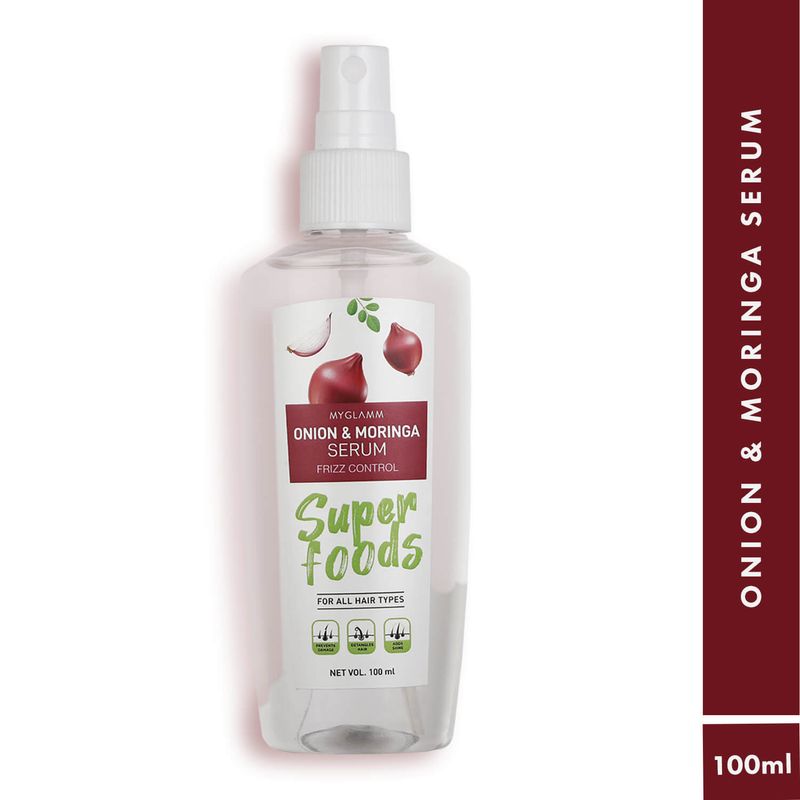 MYGLAMM
ONION & MORINGA
SERUM
FRIZZ CONTROL
Super
foods
FOR ALL HAIR TYPES
PREVENTS
DAMAGE
DETANGLES
HAIR
ADDS
SHINE
NET VOL. 100 ml
ONION & MORINGA SERUM
100ml